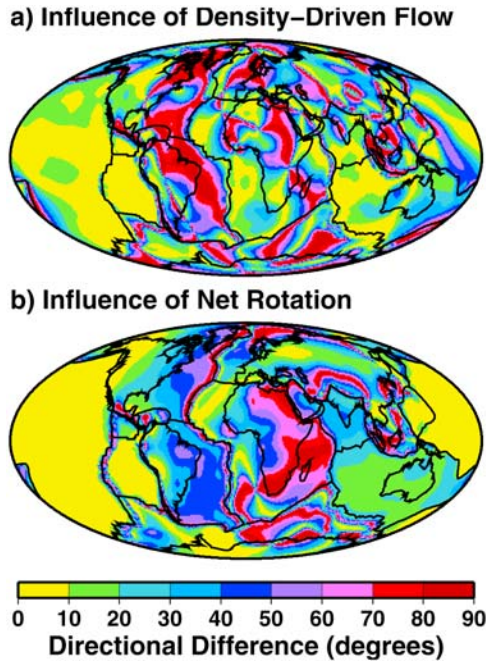 a) Influence of Density–Driven Flow
b) Influence of Net Rotation
0 10 20 30 40 50 60 70 80 90
Directional Difference (degrees)